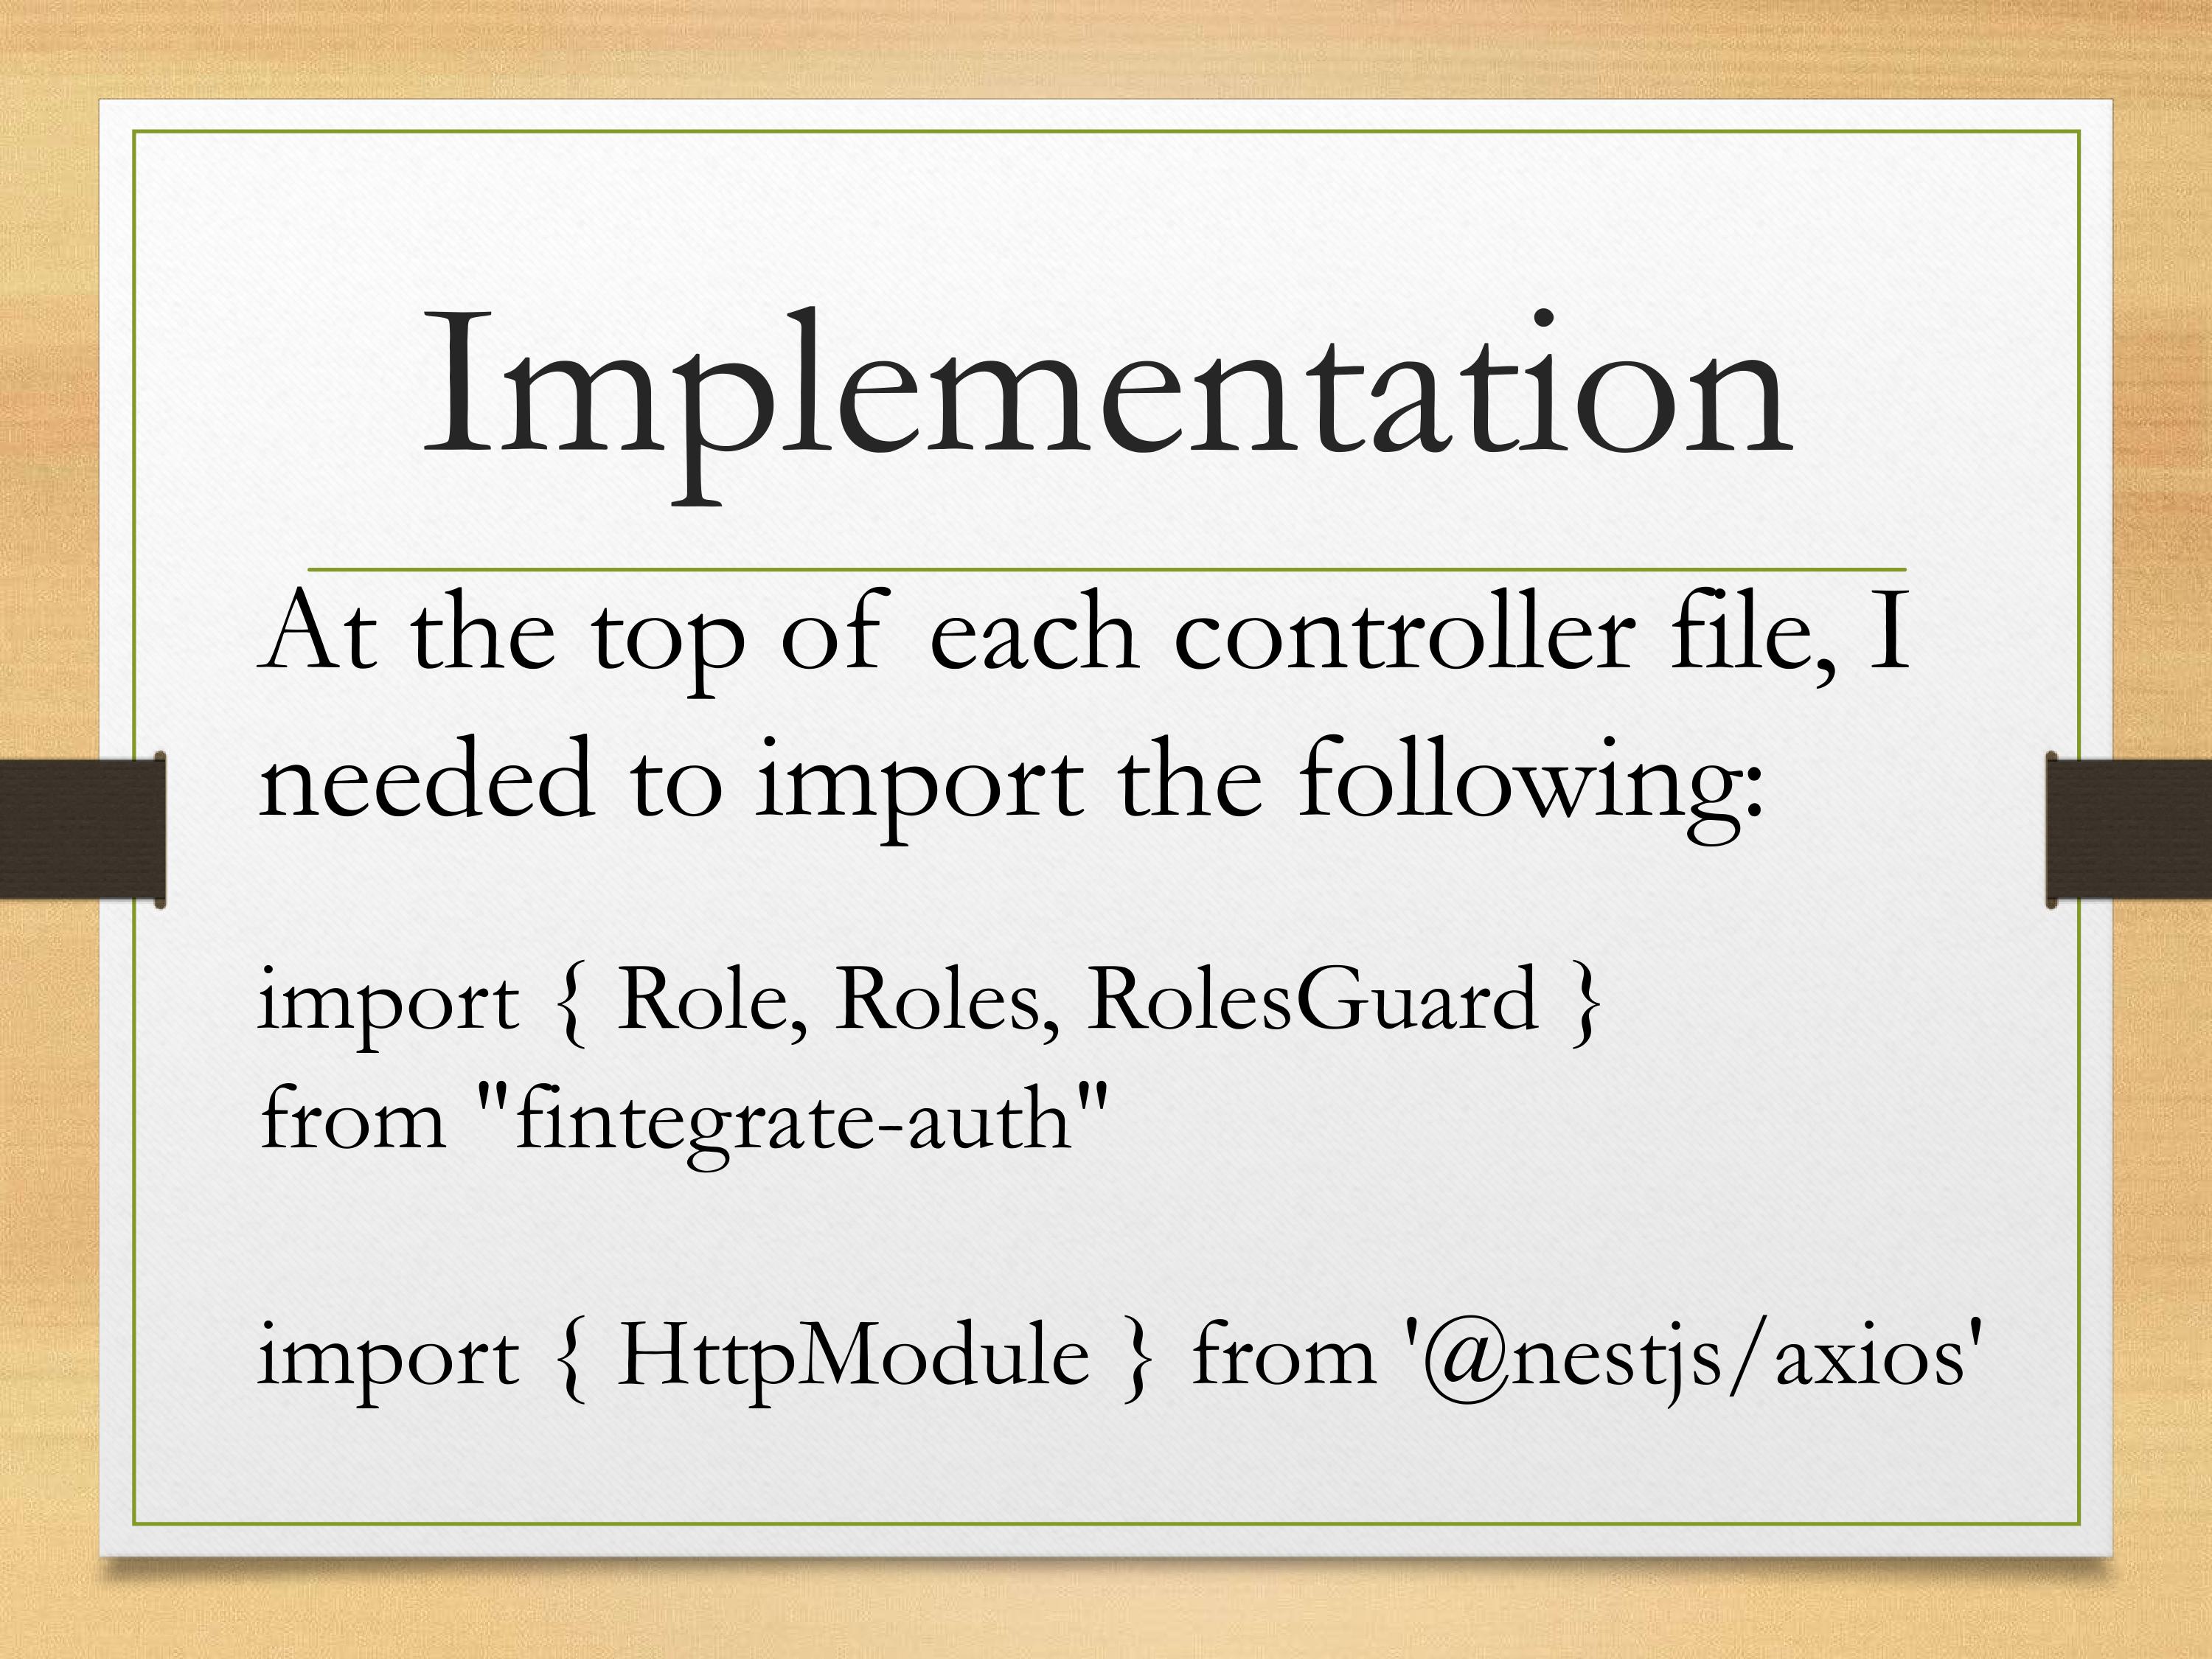 Implementation
At the top of each controller file, I
needed to import the following:
import { Role, Roles, RolesGuard }
from "fintegrate-auth"
import { HttpModule } from '@nestjs/axios'